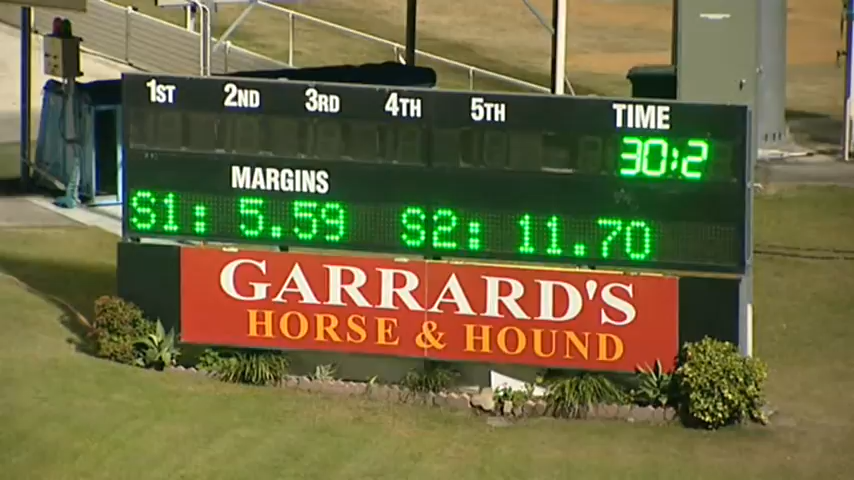 1ST 2ND 3RD 4TH 5TH TIME
30:2
MARGINS
S1: 5.59 S2: 11.70
GARRARD'S
HORSE & HOUND